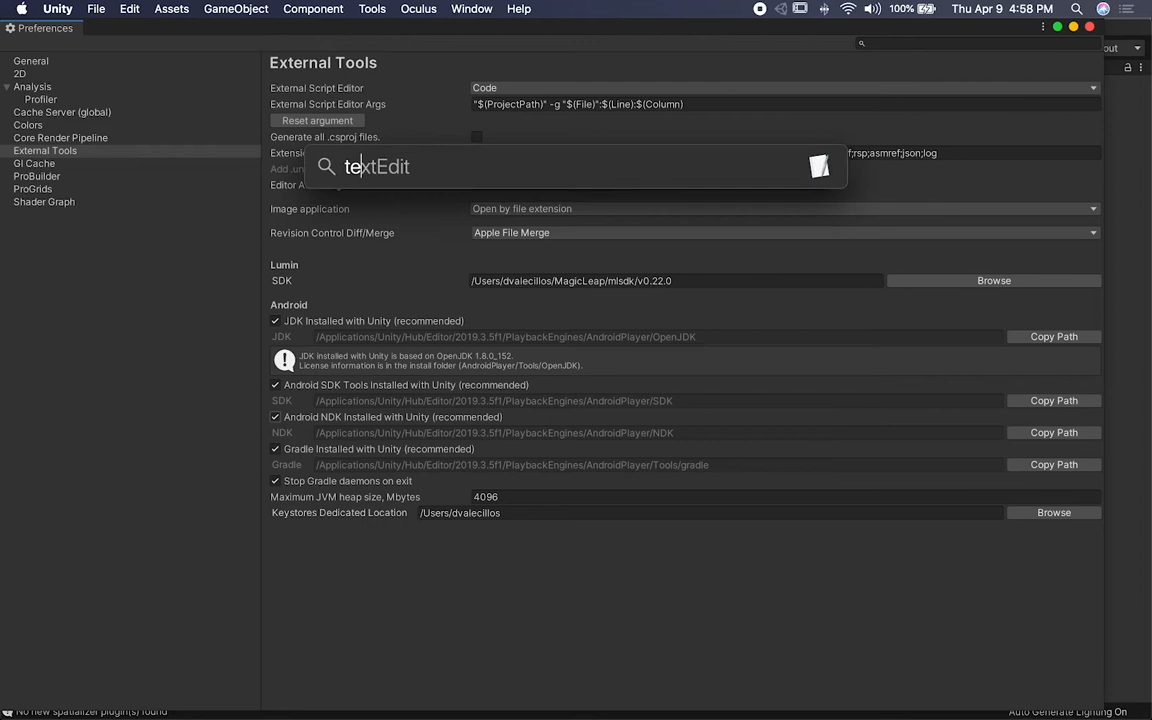 Unity File Edit Assets GameObject Component Tools Oculus Window Help 100% Thu Apr 9 4:58 PM
Preferences
out
General
2D
Analysis
Profiler
Cache Server (global)
Colors
Core Render Pipeline
External Tools
GI Cache
ProBuilder
ProGrids
Shader Graph
External Tools
External Script Editor Code
External Script Editor Args "$(ProjectPath)" -g "$(File)":$(Line):$(Column)
Reset argument
Generate all .csproj files.
textEdit
f;rsp;asmref;json;log
Image application Open by file extension
Revision Control Diff/Merge Apple File Merge
Lumin
SDK /Users/dvalecillos/MagicLeap/mlsdk/v0.22.0 Browse
Android
JDK Installed with Unity (recommended)
JDK /Applications/Unity/Hub/Editor/2019.3.5f1/PlaybackEngines/AndroidPlayer/OpenJDK Copy Path
JDK installed with Unity is based on OpenJDK 1.8.0_152.
License information is in the install folder (AndroidPlayer/Tools/OpenJDK).
Android SDK Tools Installed with Unity (recommended)
SDK /Applications/Unity/Hub/Editor/2019.3.5f1/PlaybackEngines/AndroidPlayer/SDK Copy Path
Android NDK Installed with Unity (recommended)
NDK /Applications/Unity/Hub/Editor/2019.3.5f1/PlaybackEngines/AndroidPlayer/NDK Copy Path
Gradle Installed with Unity (recommended)
Gradle /Applications/Unity/Hub/Editor/2019.3.5f1/PlaybackEngines/AndroidPlayer/Tools/gradle Copy Path
Stop Gradle daemons on exit
Maximum JVM heap size, Mbytes 4096
Keystores Dedicated Location /Users/dvalecillos Browse
No new spatializer plugin(s) found Auto Generate Lighting On